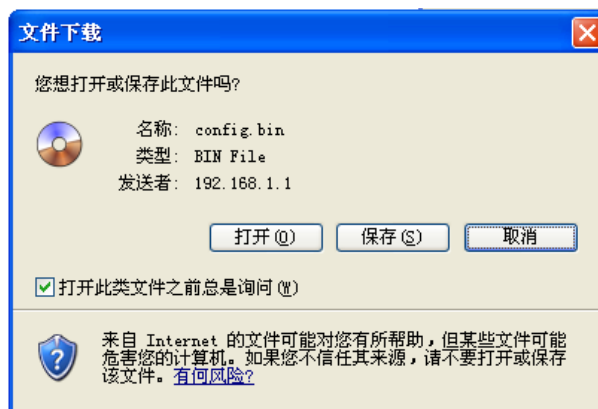 文件下载
您想打开或保存此文件吗?
名称: config.bin
类型: BIN File
发送者: 192.168.1.1
打开(O) 保存(S) 取消
打开此类文件之前总是询问(W)
来自 Internet 的文件可能对您有所帮助，但某些文件可能
危害您的计算机。如果您不信任其来源，请不要打开或保存
该文件。有何风险?